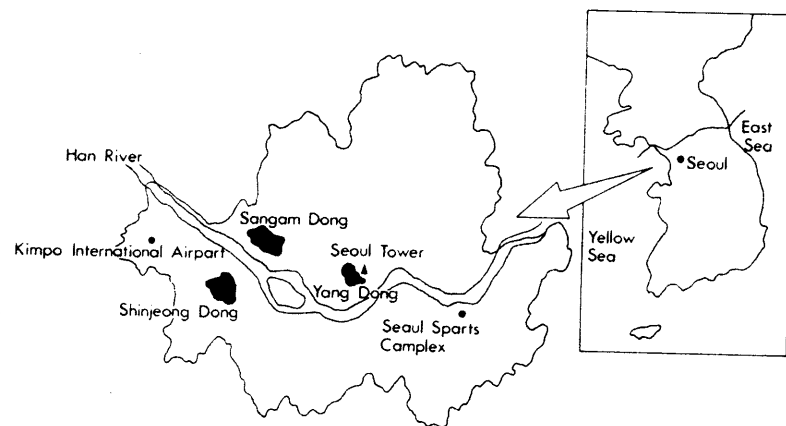 Han River
Sangam Dong
Kimpo International Airpart
Seoul Tower
Shinjeong Dong
Yang Dong
Seaul Sparts
Camplex
East
Sea
Seoul
Yellow
Sea